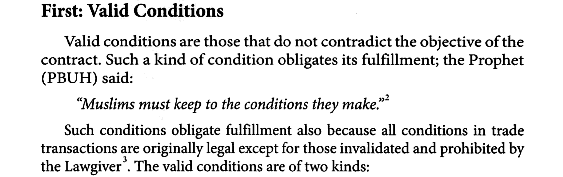 First: Valid Conditions
Valid conditions are those that do not contradict the objective of the
contract. Such a kind of condition obligates its fulfillment; the Prophet
(PBUH) said:
“Muslims must keep to the conditions they make.”2
Such conditions obligate fulfillment also because all conditions in trade
transactions are originally legal except for those invalidated and prohibited by
the Lawgiver3. The valid conditions are of two kinds: